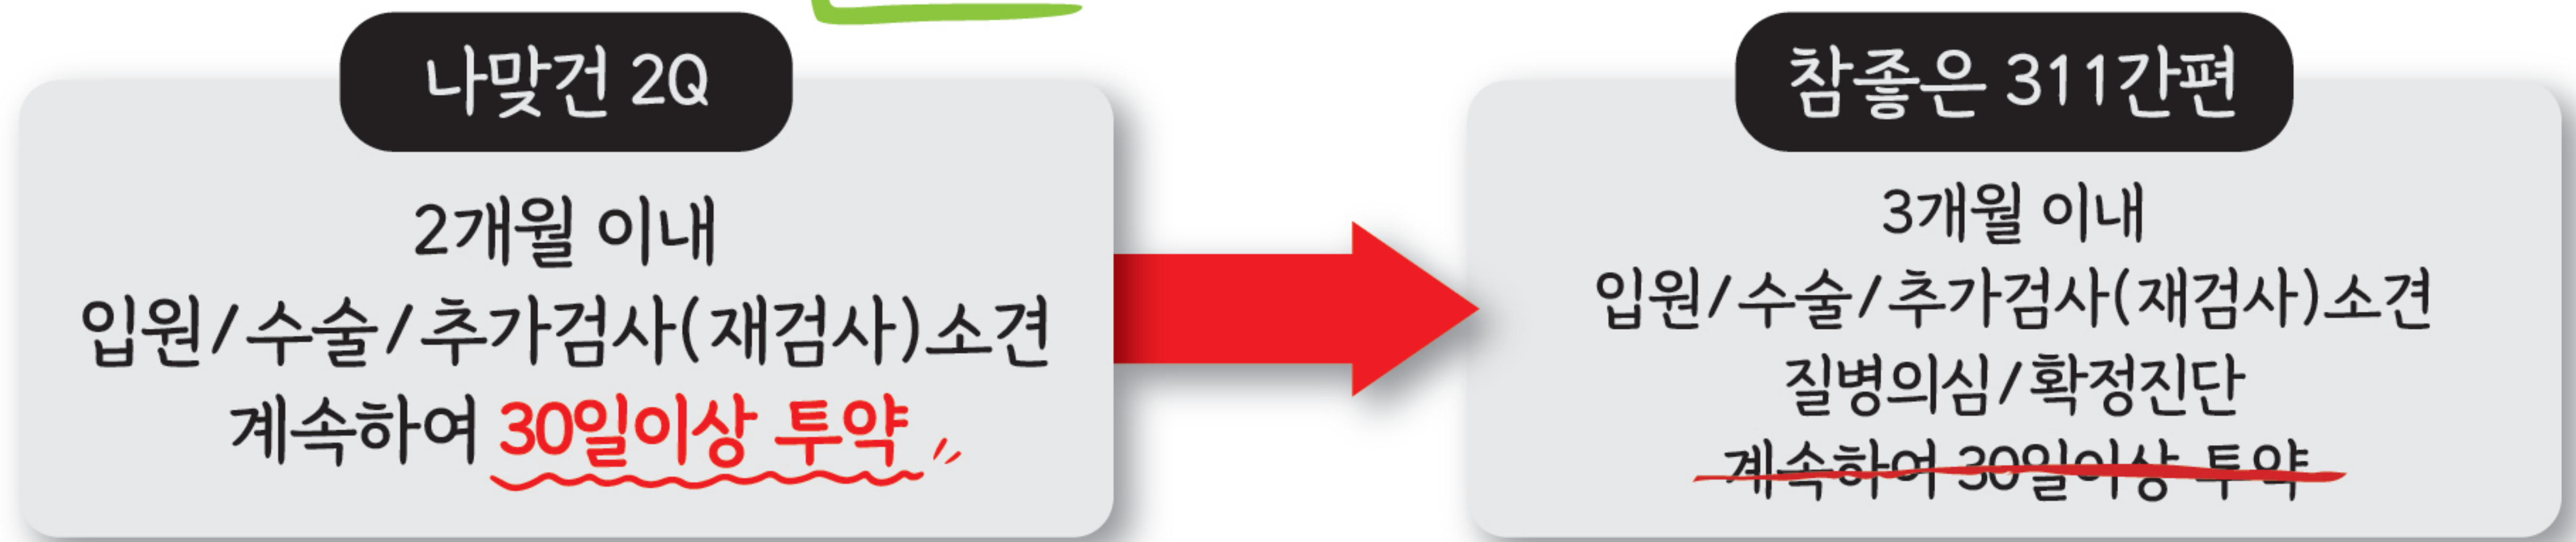 나맞건 2Q
2개월 이내
입원/수술/추가검사(재검사)소견
계속하여 30일이상 투약
참좋은 311간편
3개월 이내
입원/수술/추가검사(재검사)소견
질병의심/확정진단
계속하여 30일이상 투약